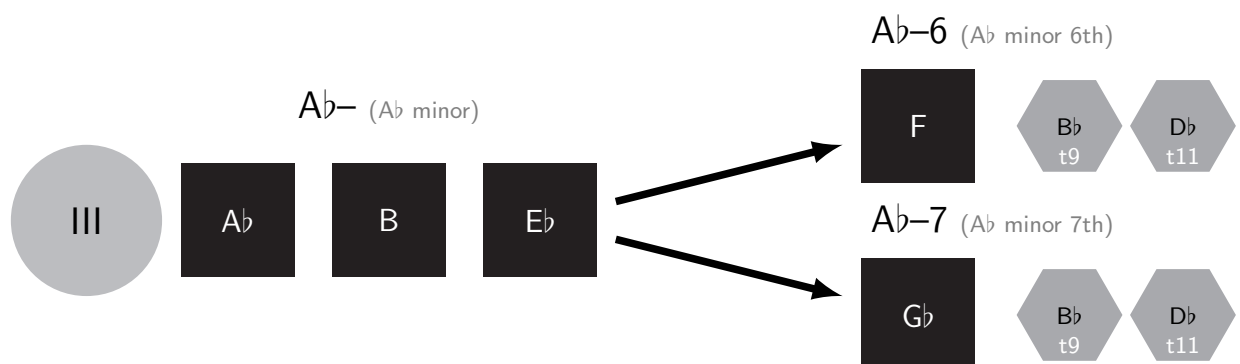 A♭–6 (A♭ minor 6th)
A♭– (A♭ minor)
F
B♭
t9
D♭
t11
III
A♭
B
E♭
A♭–7 (A♭ minor 7th)
G♭
B♭
t9
D♭
t11